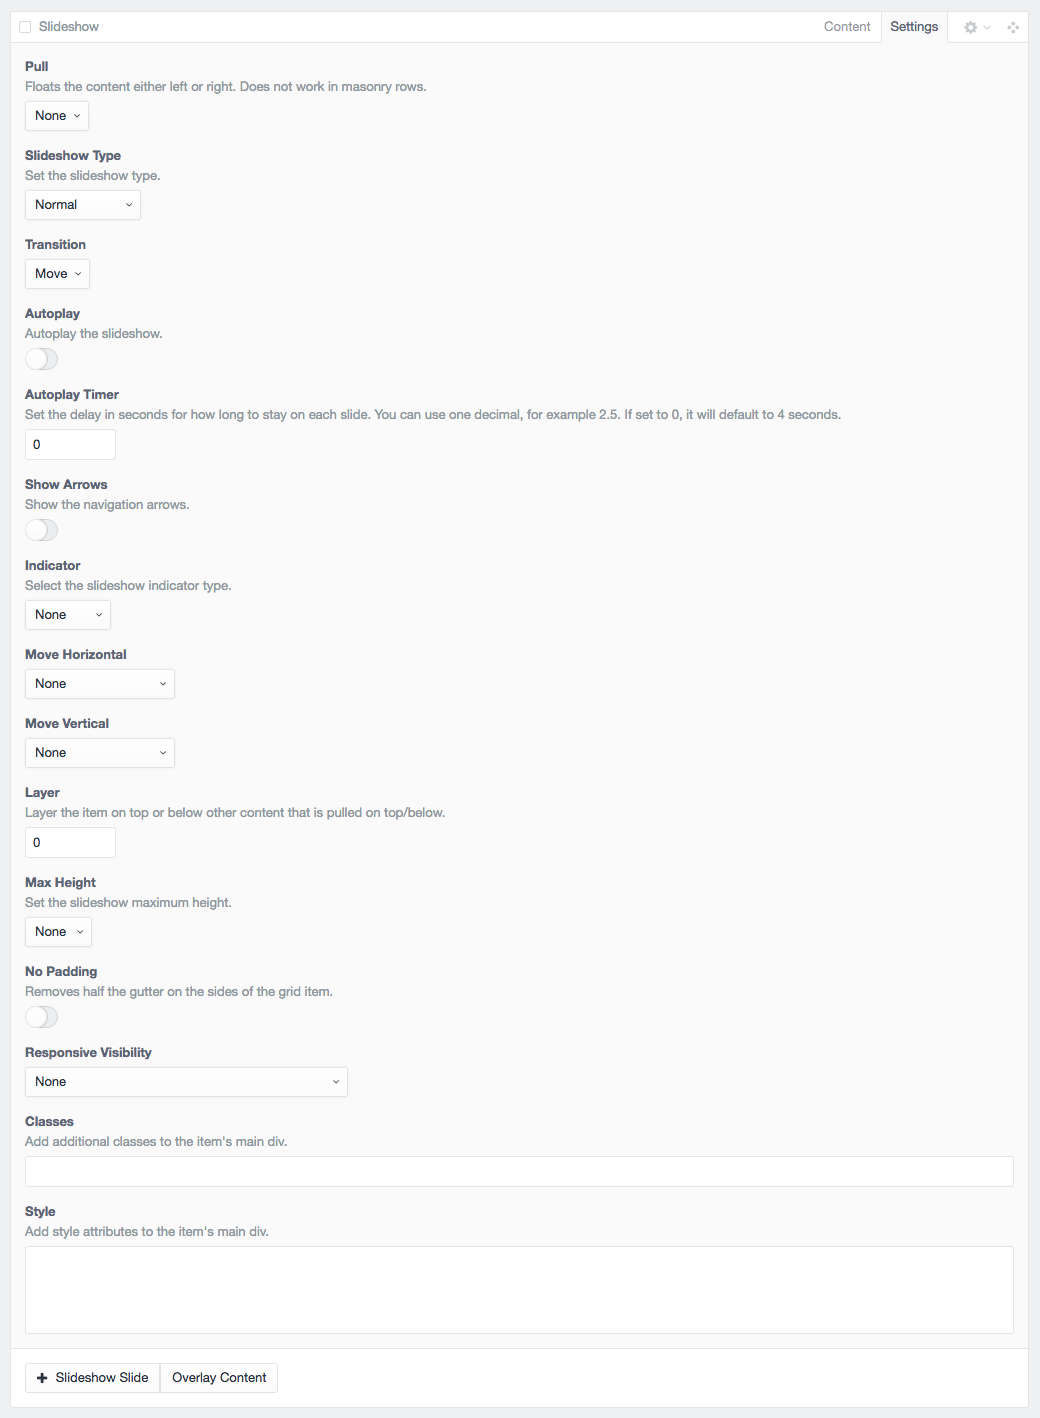 Slideshow Content Settings
Pull
Floats the content either left or right. Does not work in masonry rows.
None
Slideshow Type
Set the slideshow type.
Normal
Transition
Move
Autoplay
Autoplay the slideshow.
Autoplay Timer
Set the delay in seconds for how long to stay on each slide. You can use one decimal, for example 2.5. If set to 0, it will default to 4 seconds.
0
Show Arrows
Show the navigation arrows.
Indicator
Select the slideshow indicator type.
None
Move Horizontal
None
Move Vertical
None
Layer
Layer the item on top or below other content that is pulled on top/below.
0
Max Height
Set the slideshow maximum height.
None
No Padding
Removes half the gutter on the sides of the grid item.
Responsive Visibility
None
Classes
Add additional classes to the item's main div.
Style
Add style attributes to the item's main div.
Slideshow Slide Overlay Content